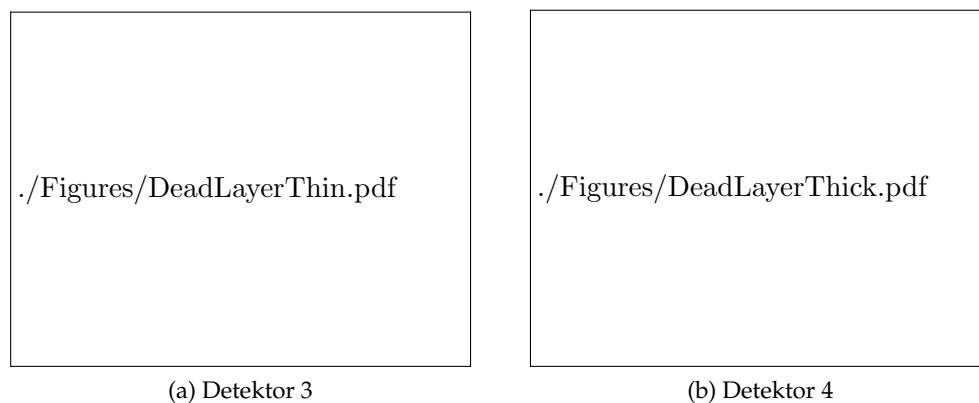 ./Figures/DeadLayerThin.pdf
./Figures/DeadLayerThick.pdf
(a) Detektor 3
(b) Detektor 4